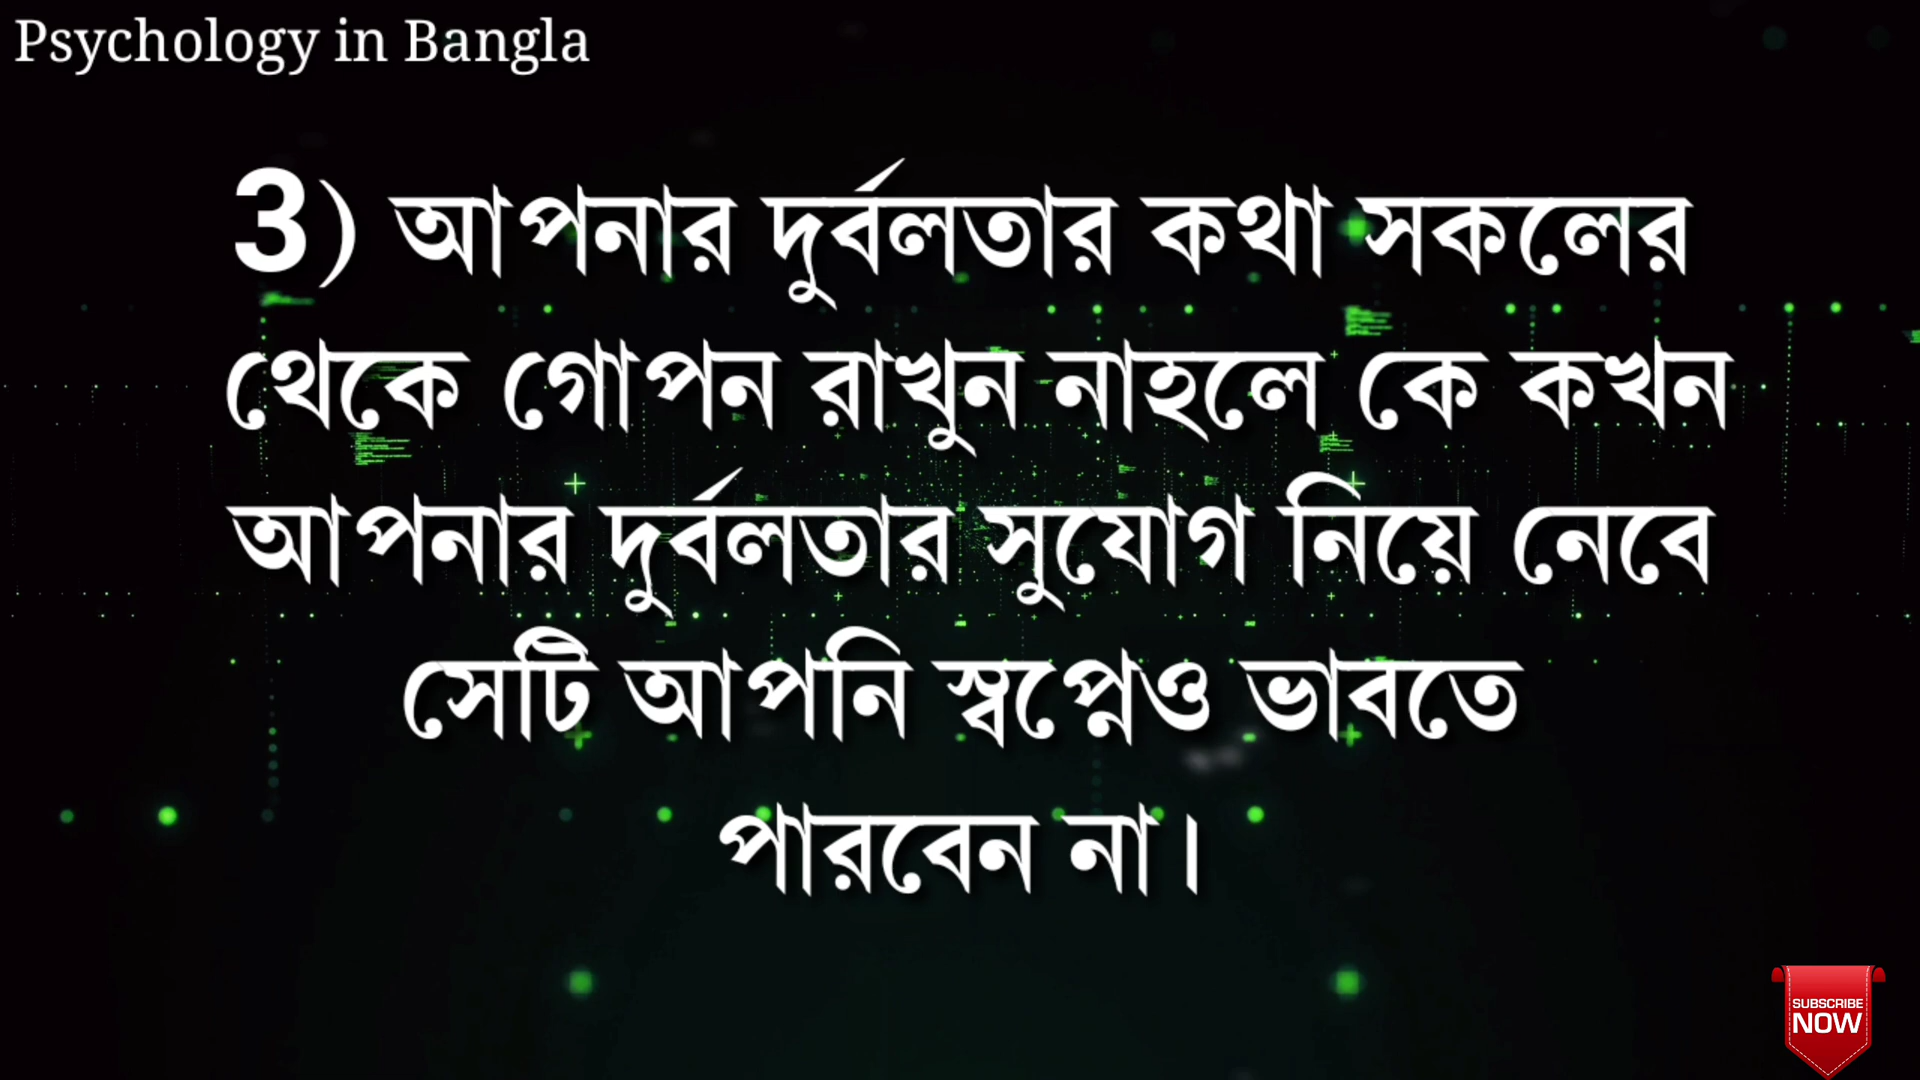 Psychology in Bangla
3) আপনার দুর্বলতার কথা সকলের
থেকে গোপন রাখুন নাহলে কে কখন
আপনার দুর্বলতার সুযোগ নিয়ে নেবে
সেটি আপনি স্বপ্নেও ভাবতে
পারবেন না।
SUBSCRIBE
NOW